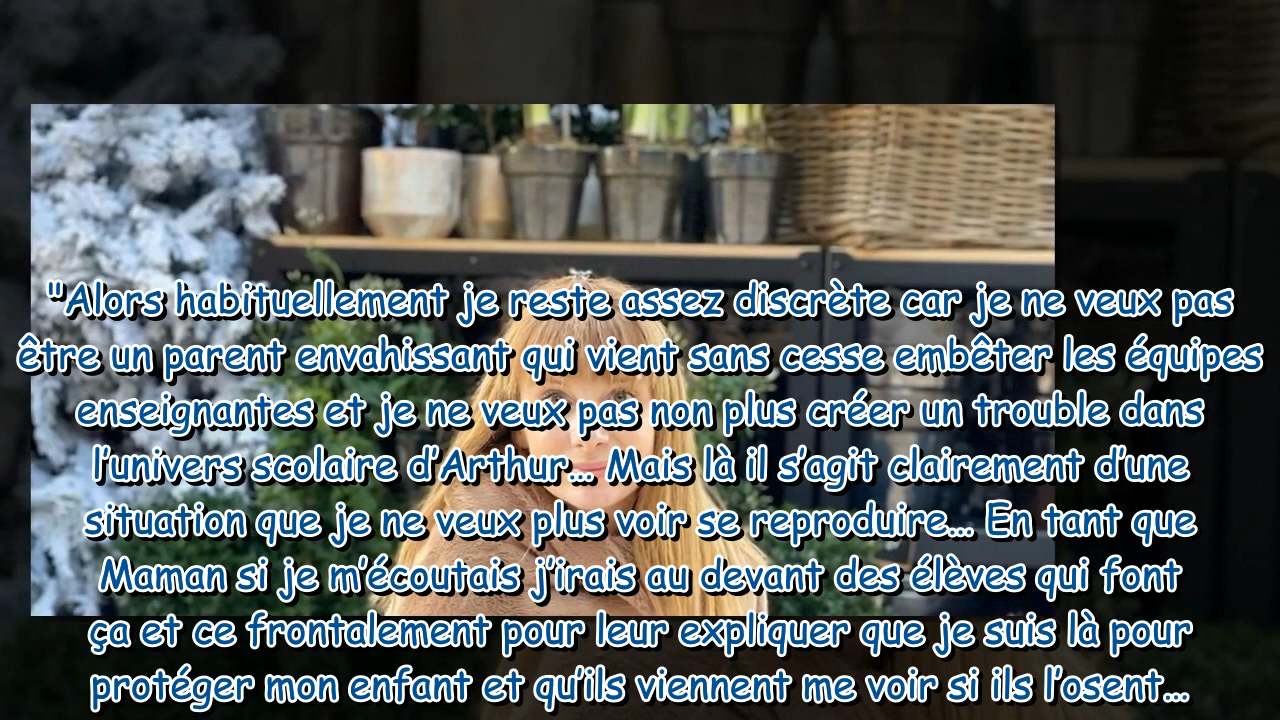 "Alors habituellement je reste assez discrète car je ne veux pas
être un parent envahissant qui vient sans cesse embêter les équipes
enseignantes et je ne veux pas non plus créer un trouble dans
l'univers scolaire d'Arthur... Mais là il s'agit clairement d'une
situation que je ne veux plus voir se reproduire... En tant que
Maman si je m'écoutais j'irais au devant des élèves qui font
ça et ce frontalement pour leur expliquer que je suis là pour
protéger mon enfant et qu'ils viennent me voir si ils l'osent...